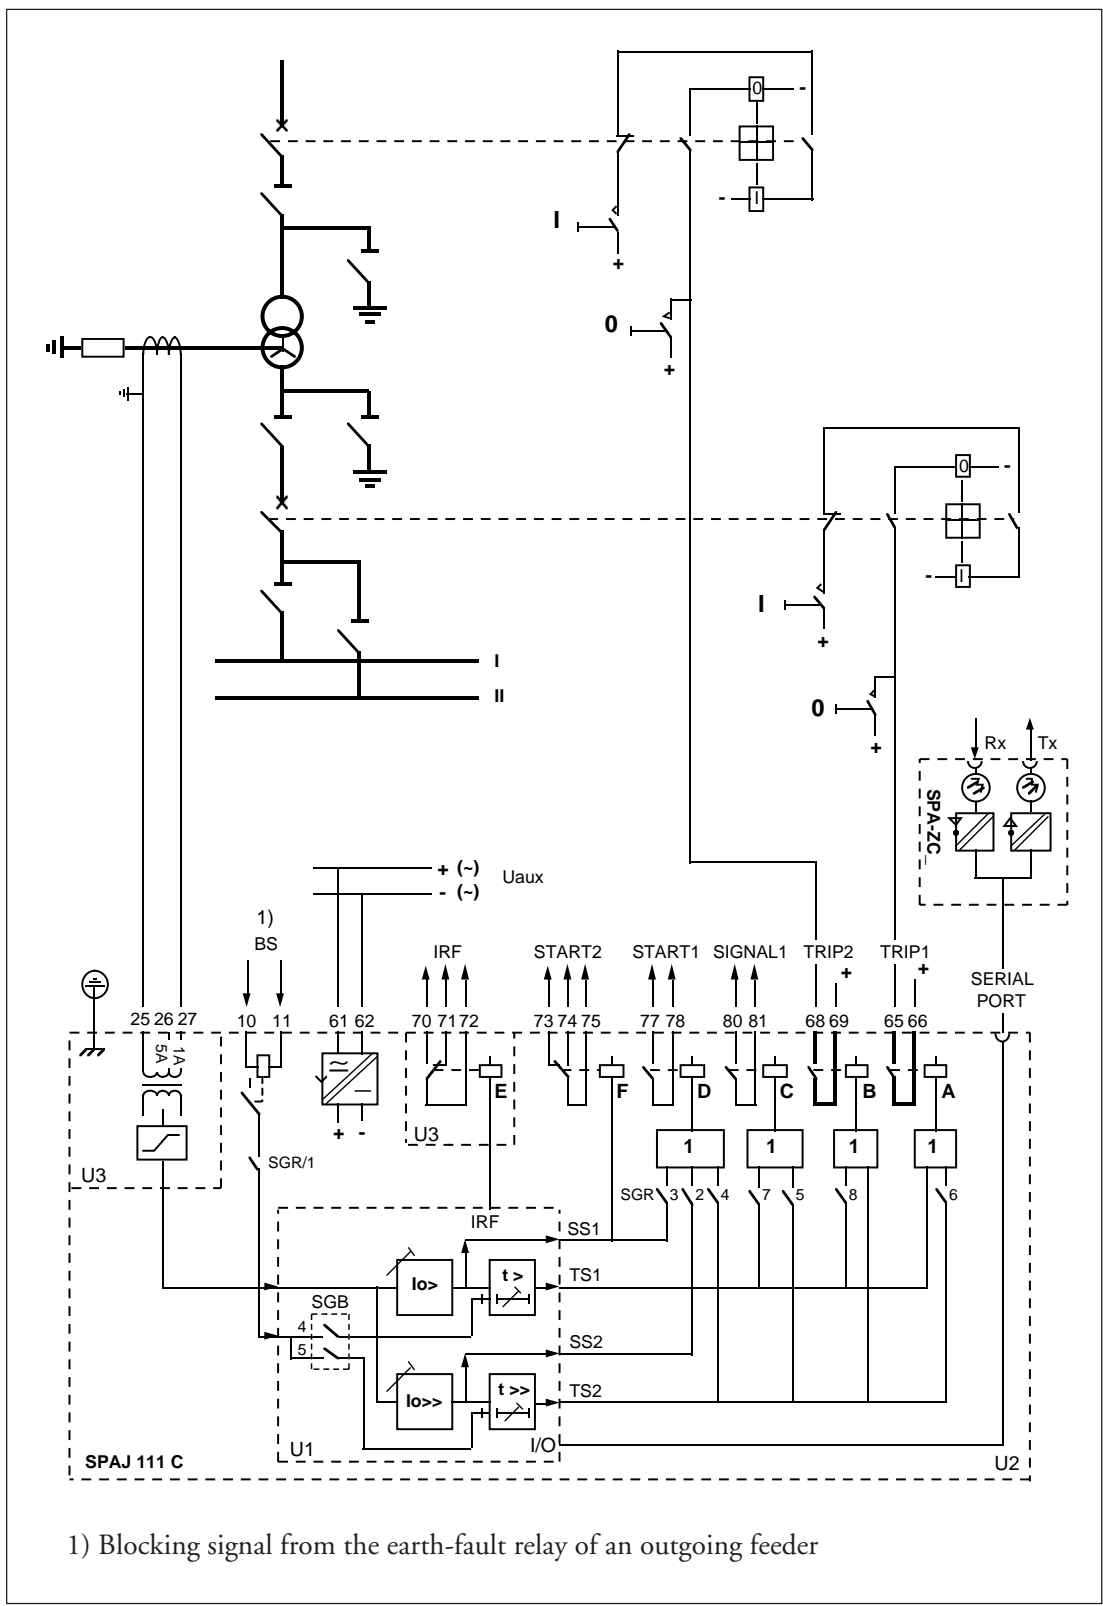 0 -
- I
I
+
0
+
0 -
- I
I
+
0
+
I
II
Rx Tx
SPA-ZC_
+ (~)
- (~)
Uaux
1)
BS
IRF
START2
START1
SIGNAL1
TRIP2
TRIP1
+
+
SERIAL
PORT
25 26 27
10 11
61 62
70 71 72
73 74 75
77 78
80 81
68 69
65 66
5A 1A
U3
+ -
SGR/1
U3
E
F
D
C
B
A
1
1
1
1
SGR 3 2 4 7 5 8 6
IRF
SS1
Io>
t >
TS1
SGB
4
5
SS2
Io>>
t >>
TS2
U1
I/O
U2
SPAJ 111 C
1) Blocking signal from the earth-fault relay of an outgoing feeder